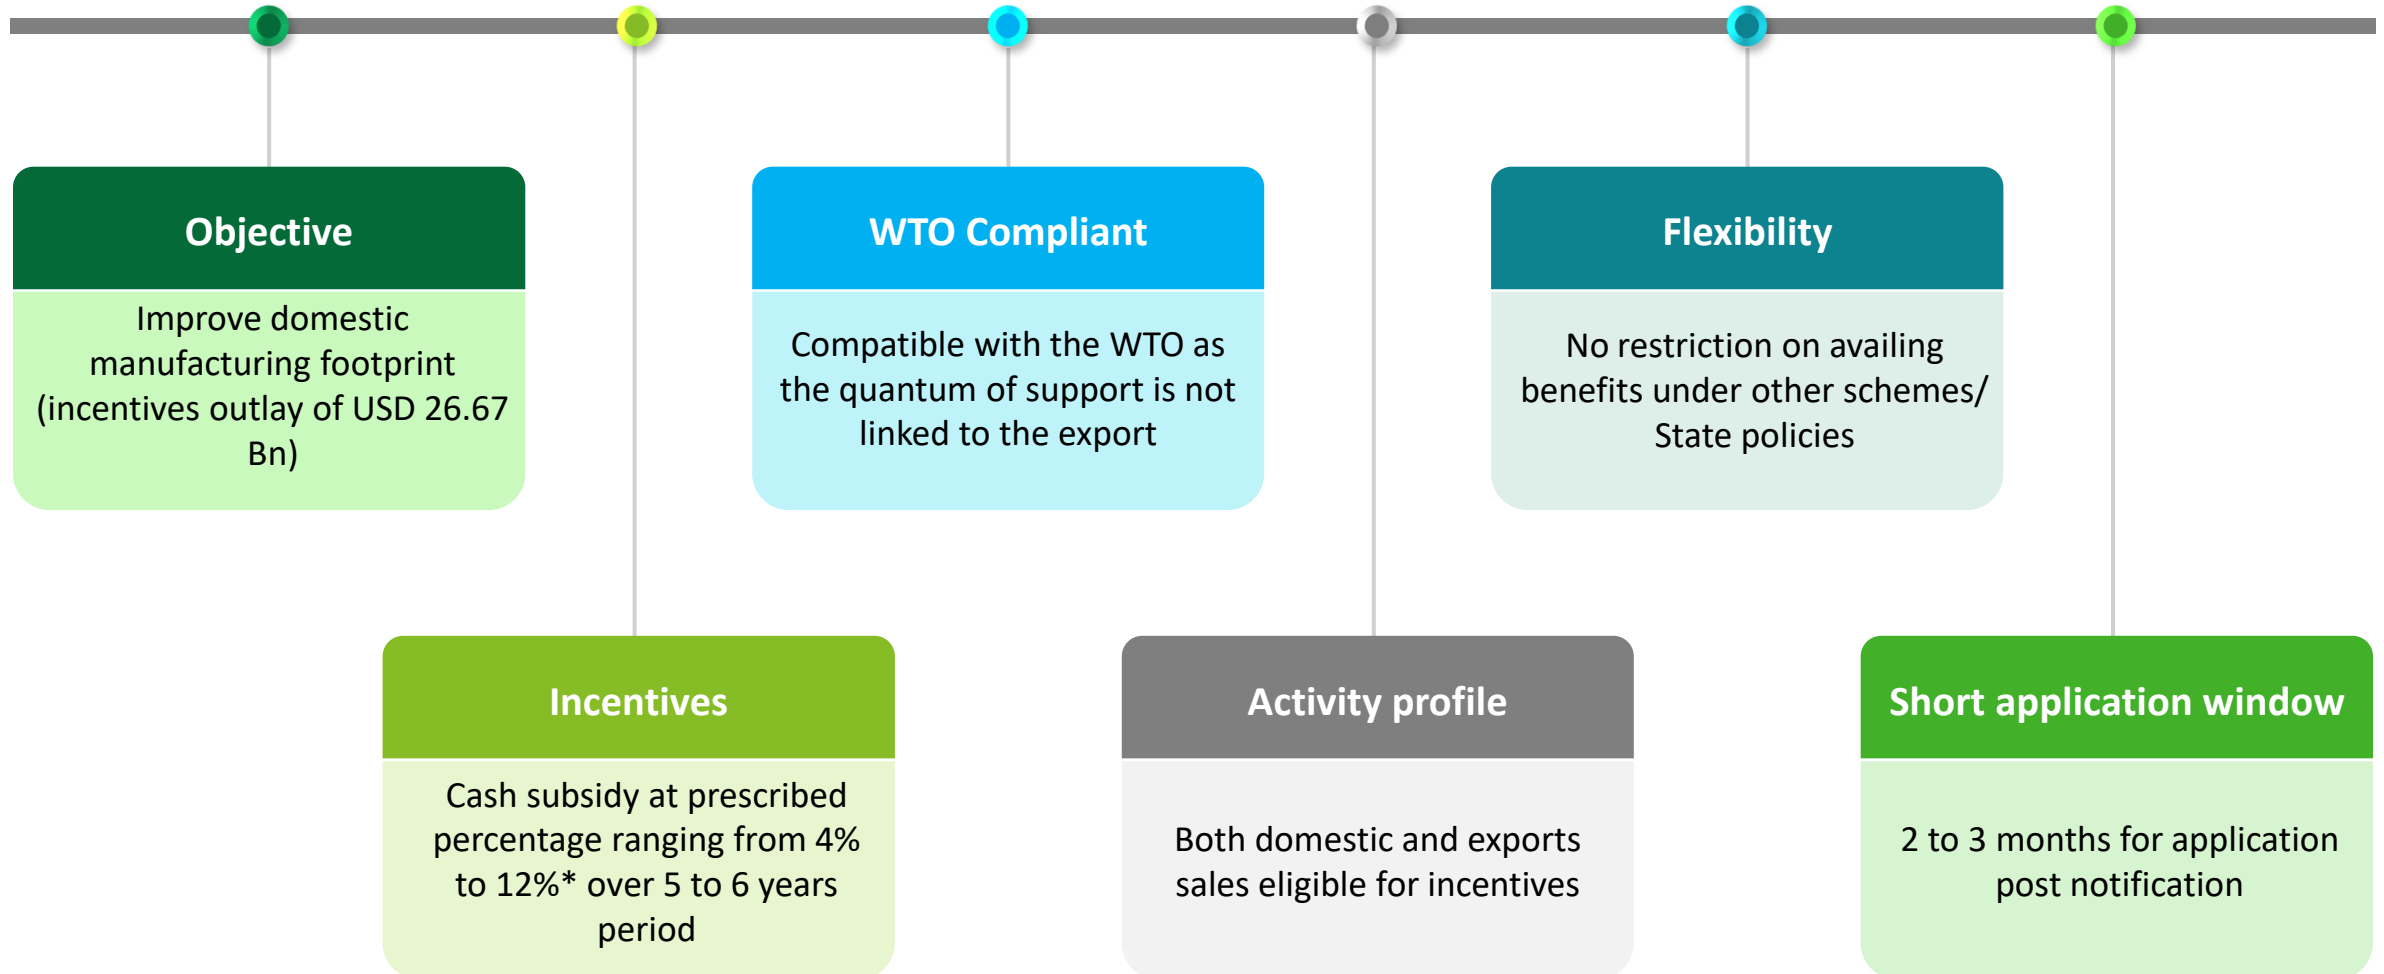 Objective
Improve domestic
manufacturing footprint
(incentives outlay of USD 26.67
Bn)
Incentives
Cash subsidy at prescribed
percentage ranging from 4%
to 12%* over 5 to 6 years
period
WTO Compliant
Compatible with the WTO as
the quantum of support is not
linked to the export
Activity profile
Both domestic and exports
sales eligible for incentives
Flexibility
No restriction on availing
benefits under other schemes/
State policies
Short application window
2 to 3 months for application
post notification